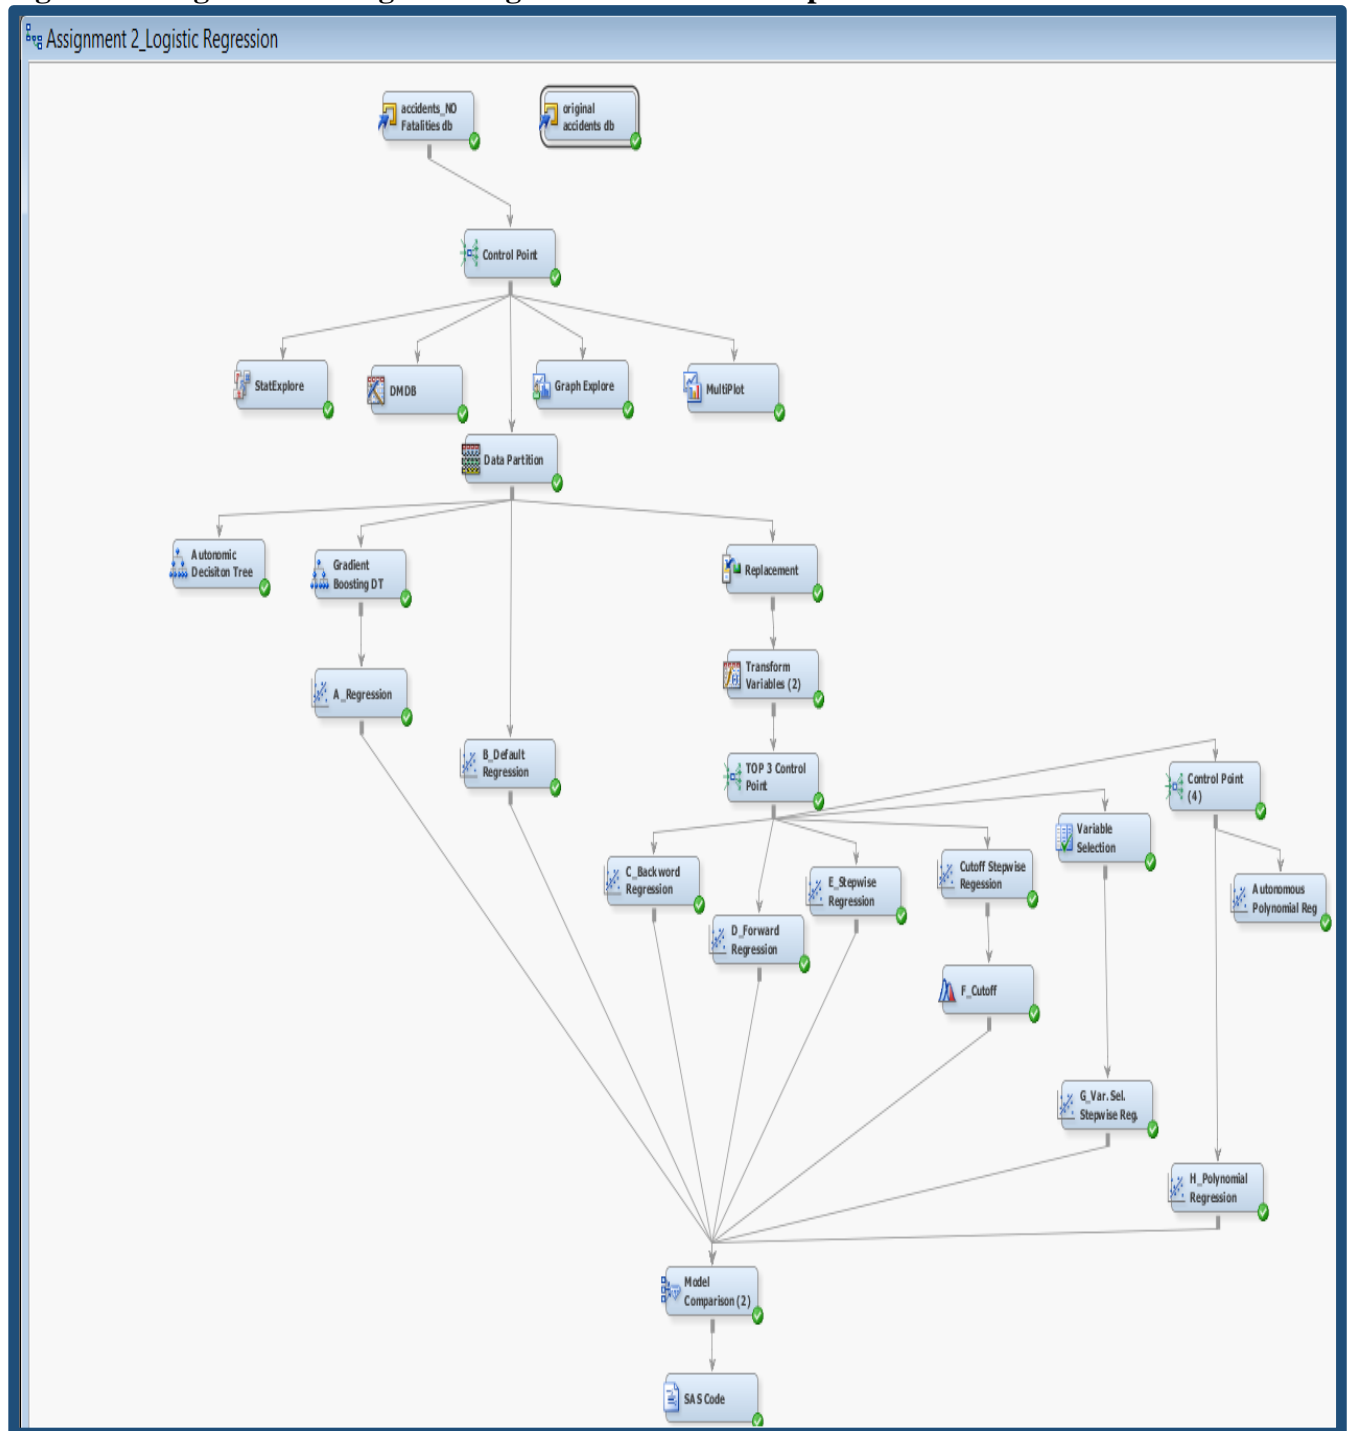 Assignment 2_Logistic Regression
accidents_NO
Fatalities db
original
accidents db
Control Point
StatExplore
DMDB
Graph Explore
MultiPlot
Data Partition
Autonomic
Decisiton Tree
Gradient
Boosting DT
Replacement
A_Regression
Transform
Variables (2)
B_Default
Regression
TOP 3 Control
Point
Control Point
(4)
Variable
Selection
C_Backword
Regression
D_Forward
Regression
E_Stepwise
Regression
Cutoff Stepwise
Regession
Autonomous
Polynomial Reg
F_Cutoff
G_Var. Sel.
Stepwise Reg.
H_Polynomial
Regression
Model
Comparison (2)
SAS Code